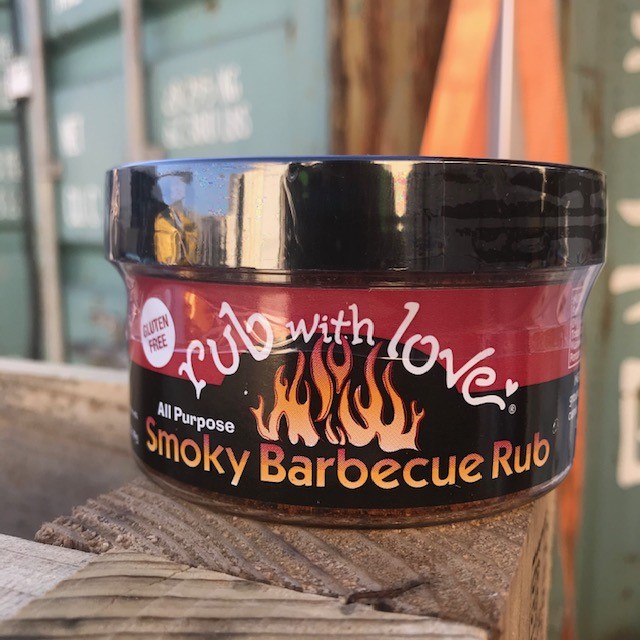 GLUTEN
FREE
rub with love
®
All Purpose
Smoky Barbecue Rub